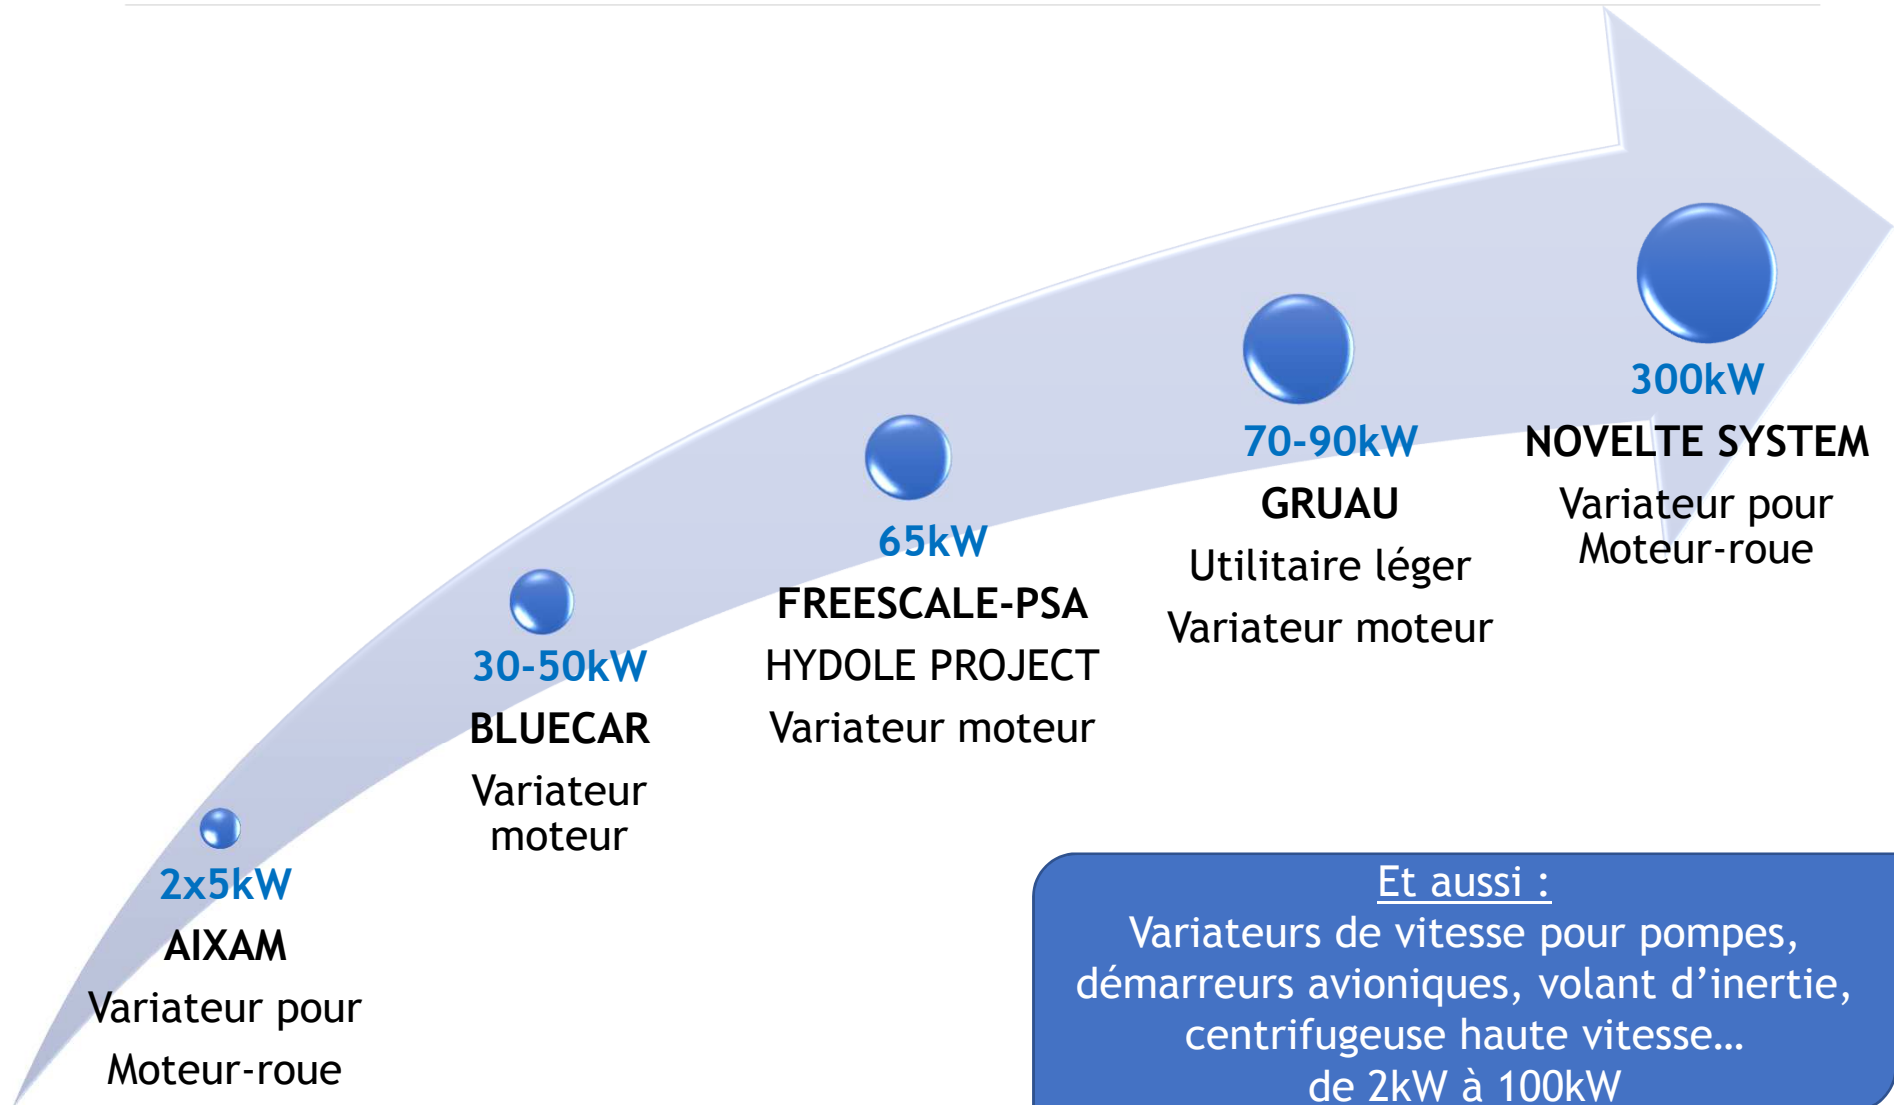 2x5kW
AIXAM
Variateur pour
Moteur-roue
30-50kW
BLUECAR
Variateur
moteur
65kW
FREESCALE-PSA
HYDOLE PROJECT
Variateur moteur
70-90kW
GRUAU
Utilitaire léger
Variateur moteur
300kW
NOVELTE SYSTEM
Variateur pour
Moteur-roue
Et aussi :
Variateurs de vitesse pour pompes,
démarreurs avioniques, volant d’inertie,
centrifugeuse haute vitesse…
de 2kW à 100kW